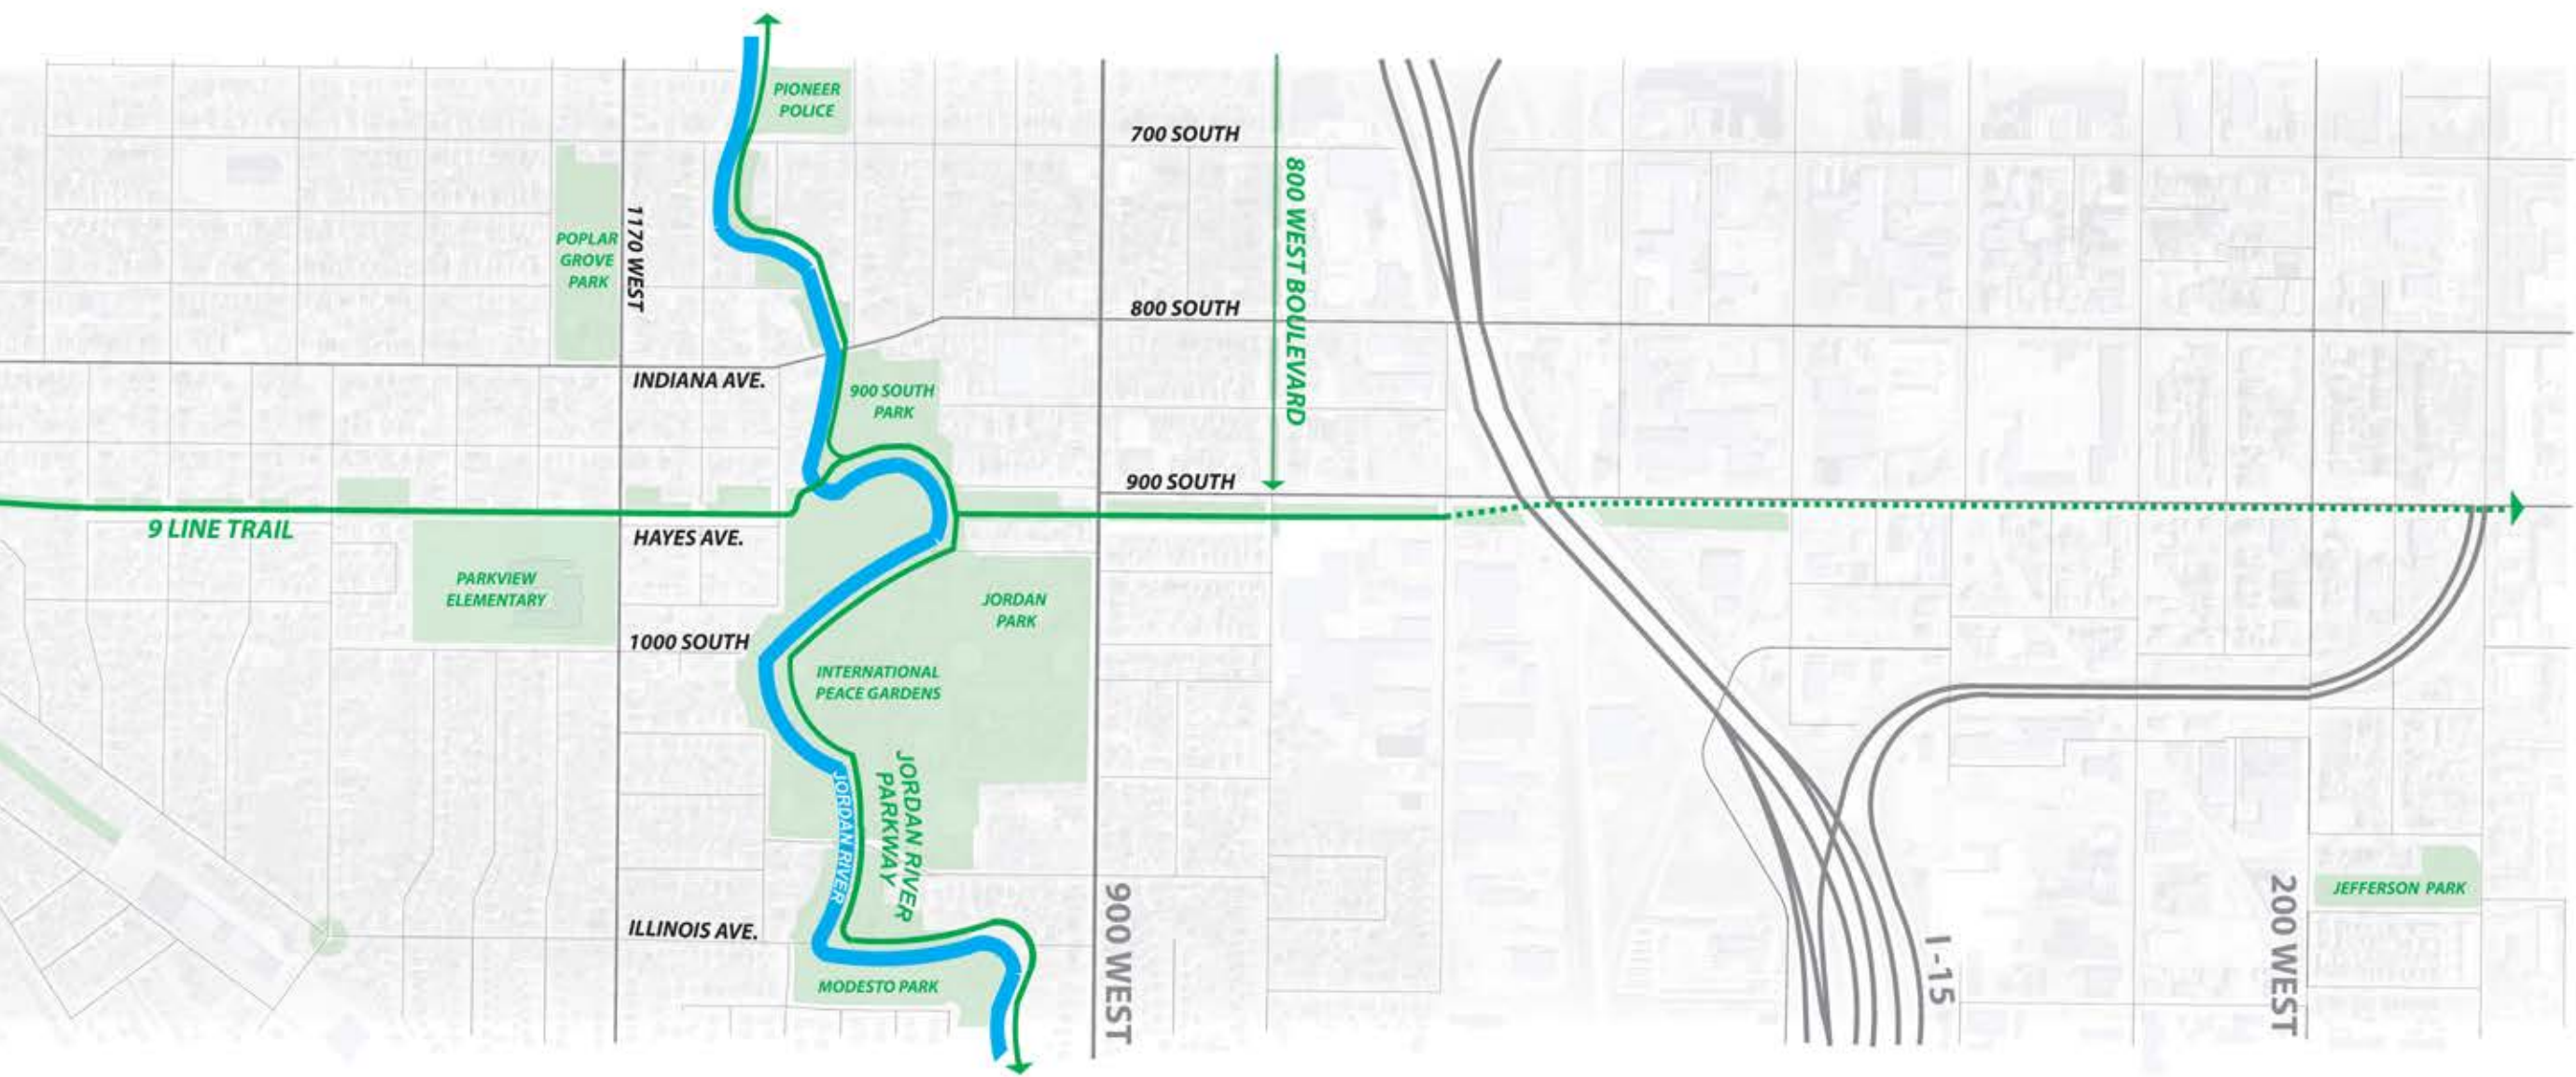 PIONEER
POLICE
700 SOUTH
800 WEST BOULEVARD
POPLAR
GROVE
PARK
1170 WEST
800 SOUTH
INDIANA AVE.
900 SOUTH
PARK
900 SOUTH
9 LINE TRAIL
HAYES AVE.
PARKVIEW
ELEMENTARY
JORDAN
PARK
1000 SOUTH
INTERNATIONAL
PEACE GARDENS
JORDAN RIVER
JORDAN RIVER
PARKWAY
ILLINOIS AVE.
MODESTO PARK
900 WEST
I-15
200 WEST
JEFFERSON PARK